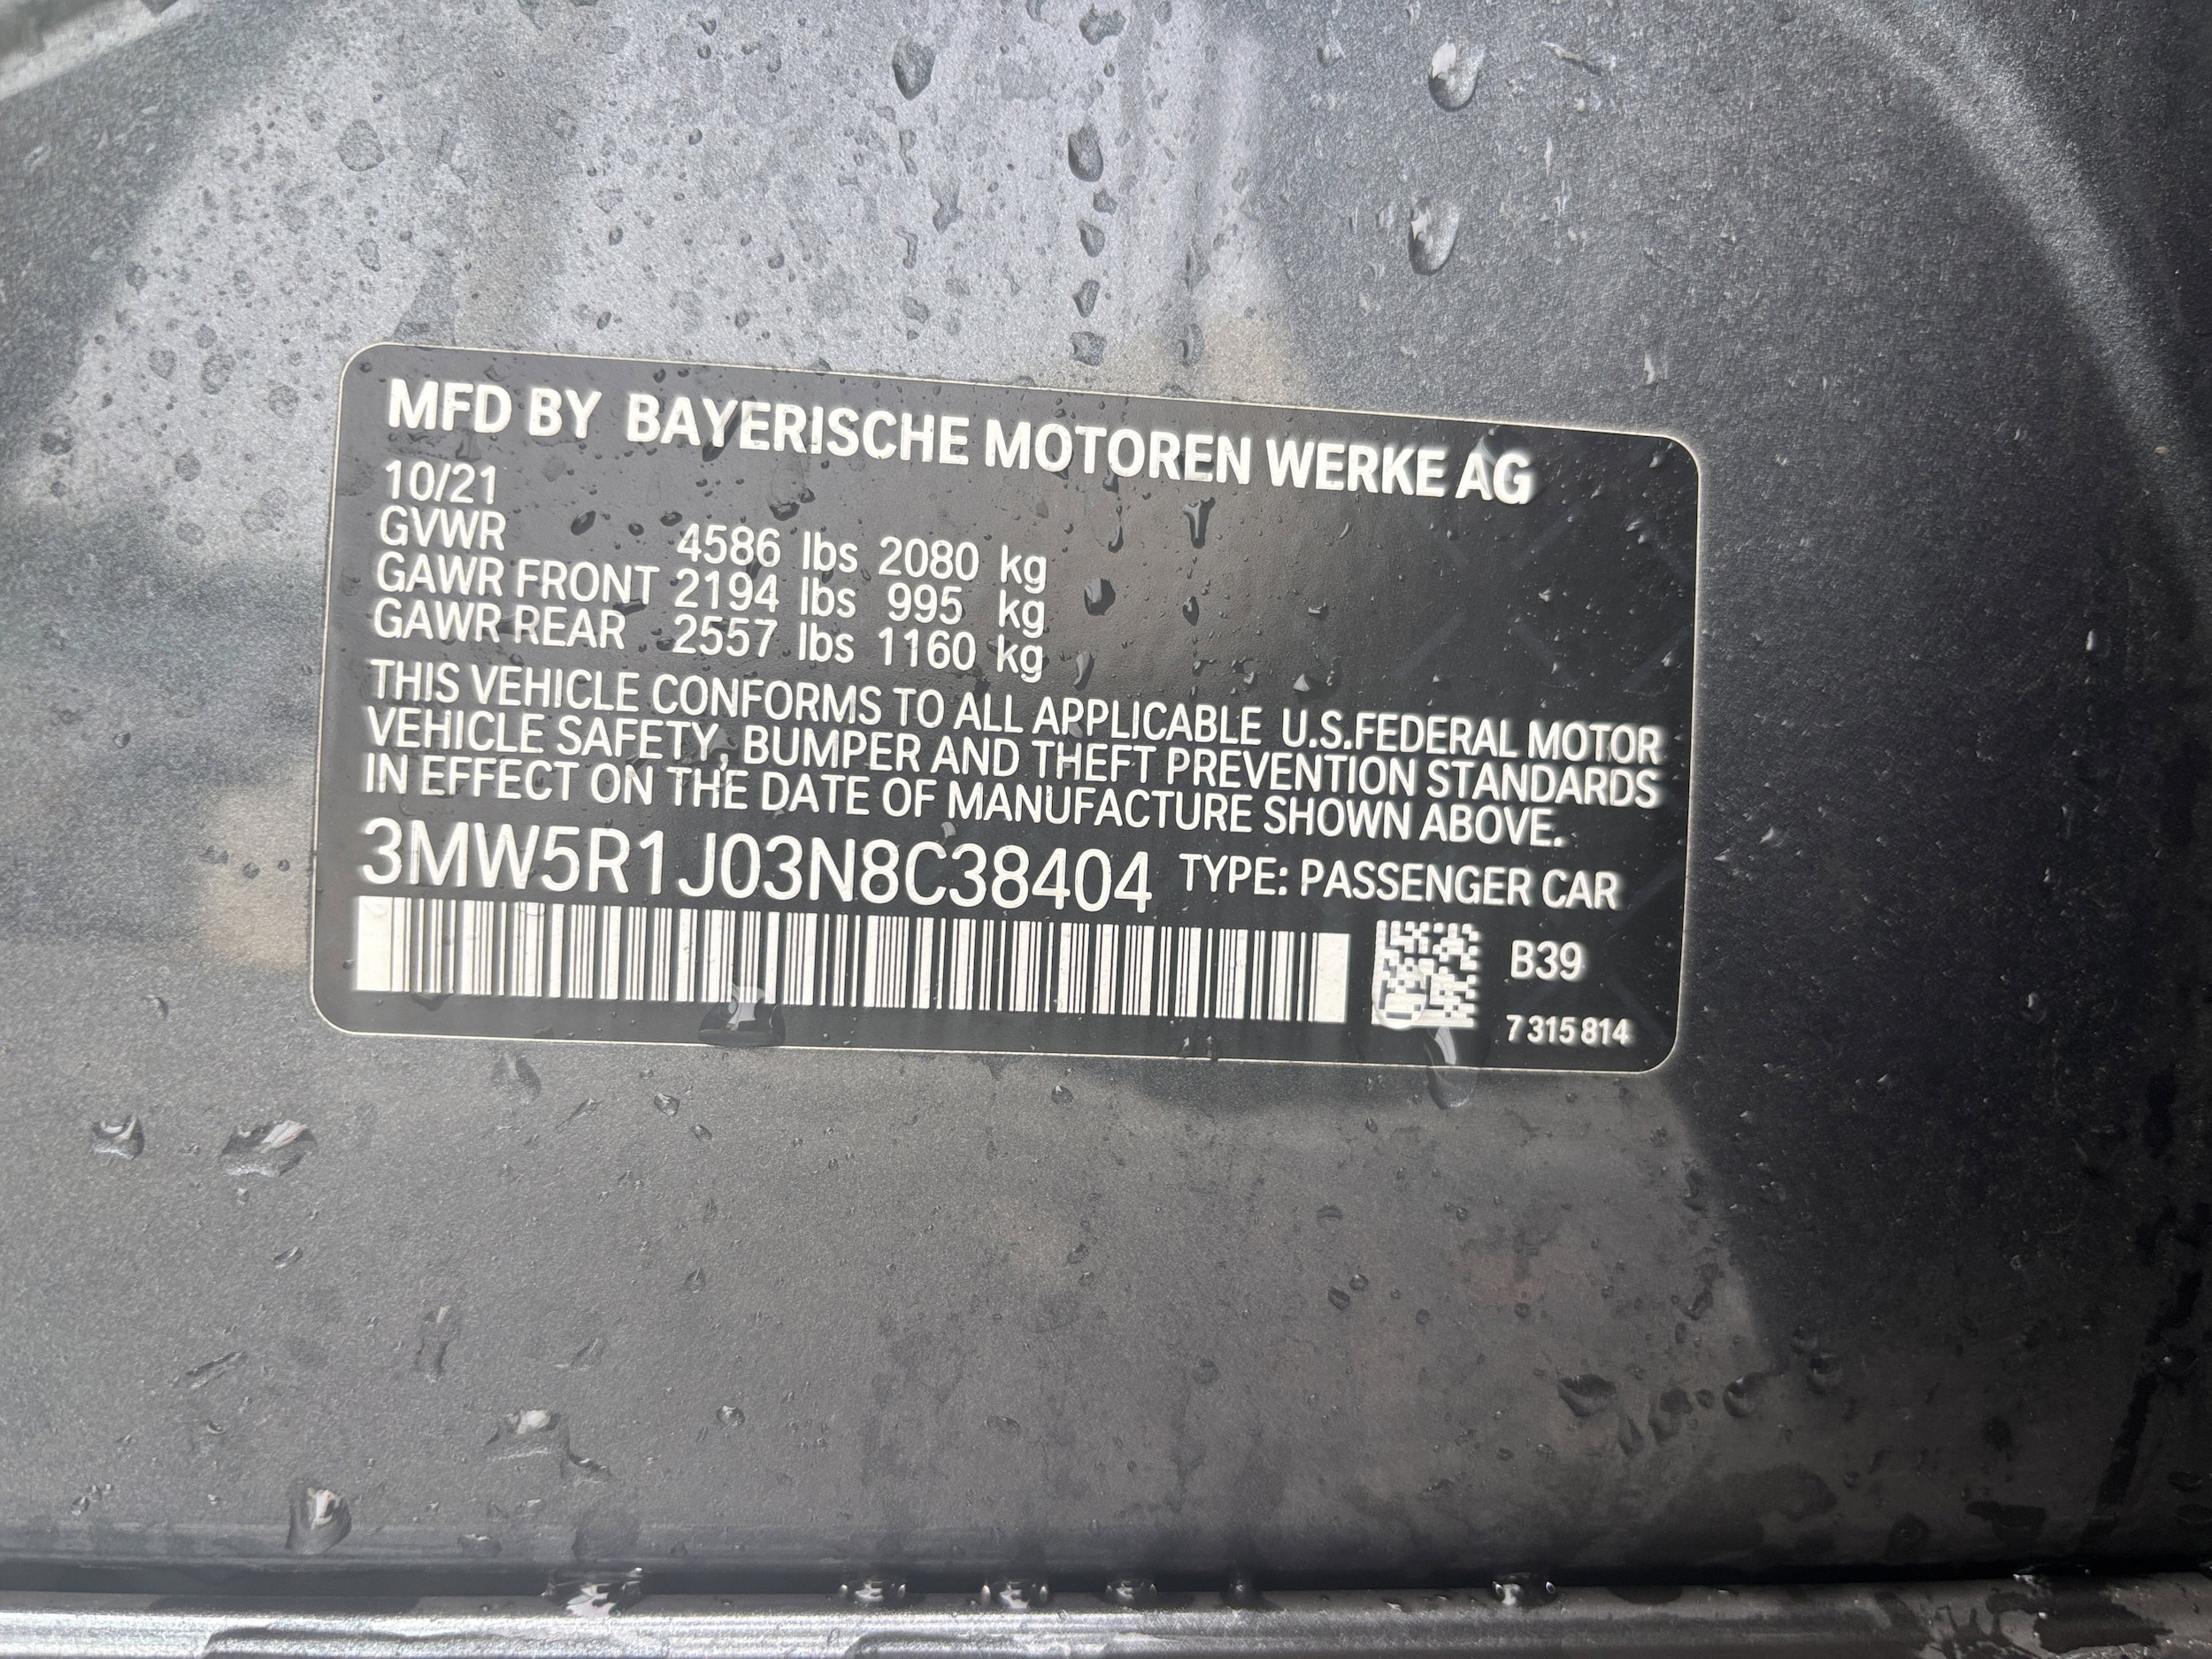 MFD BY BAYERISCHE MOTOREN WERKE AG
10/21
GVWR 4586 lbs 2080 kg
GAWR FRONT 2194 lbs 995 kg
GAWR REAR 2557 lbs 1160 kg
THIS VEHICLE CONFORMS TO ALL APPLICABLE U.S.FEDERAL MOTOR
VEHICLE SAFETY, BUMPER AND THEFT PREVENTION STANDARDS
IN EFFECT ON THE DATE OF MANUFACTURE SHOWN ABOVE.
3MW5R1J03N8C38404 TYPE: PASSENGER CAR
B39
7 315 814